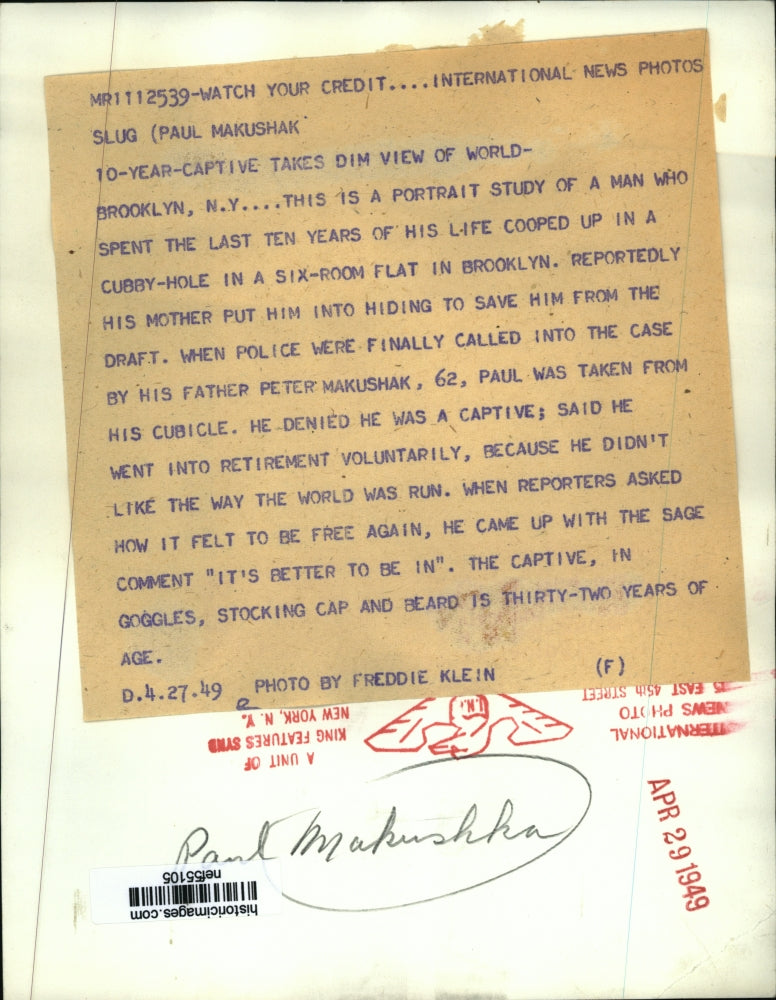 MR1112539-WATCH YOUR CREDIT....INTERNATIONAL NEWS PHOTOS
SLUG (PAUL MAKUSHAK
10-YEAR-CAPTIVE TAKES DIM VIEW OF WORLD-
BROOKLYN, N.Y....THIS IS A PORTRAIT STUDY OF A MAN WHO
SPENT THE LAST TEN YEARS OF HIS LIFE COOPED UP IN A
CUBBY-HOLE IN A SIX-ROOM FLAT IN BROOKLYN. REPORTEDLY
HIS MOTHER PUT HIM INTO HIDING TO SAVE HIM FROM THE
DRAFT. WHEN POLICE WERE FINALLY CALLED INTO THE CASE
BY HIS FATHER PETER MAKUSHAK, 62, PAUL WAS TAKEN FROM
HIS CUBICLE. HE DENIED HE WAS A CAPTIVE; SAID HE
WENT INTO RETIREMENT VOLUNTARILY, BECAUSE HE DIDN'T
LIKE THE WAY THE WORLD WAS RUN. WHEN REPORTERS ASKED
HOW IT FELT TO BE FREE AGAIN, HE CAME UP WITH THE SAGE
COMMENT "IT'S BETTER TO BE IN". THE CAPTIVE, IN
GOGGLES, STOCKING CAP AND BEARD IS THIRTY-TWO YEARS OF
AGE.
D.4.27.49 PHOTO BY FREDDIE KLEIN (F)
A UNIT OF
KING FEATURES SYND
NEW YORK, N. Y.
I.N.
INTERNATIONAL
NEWS PHOTO
EAST 45th STREET
APR 29 1949
Paul Makushka
historicimages.com
nef55105